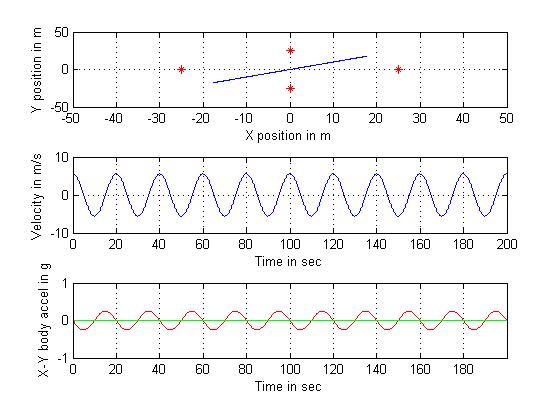 Y position in m
50
0
-50
-50 -40 -30 -20 -10 0 10 20 30 40 50
X position in m
Velocity in m/s
10
0
-10
0 20 40 60 80 100 120 140 160 180 200
Time in sec
X-Y body accel in g
1
0
-1
0 20 40 60 80 100 120 140 160 180
Time in sec